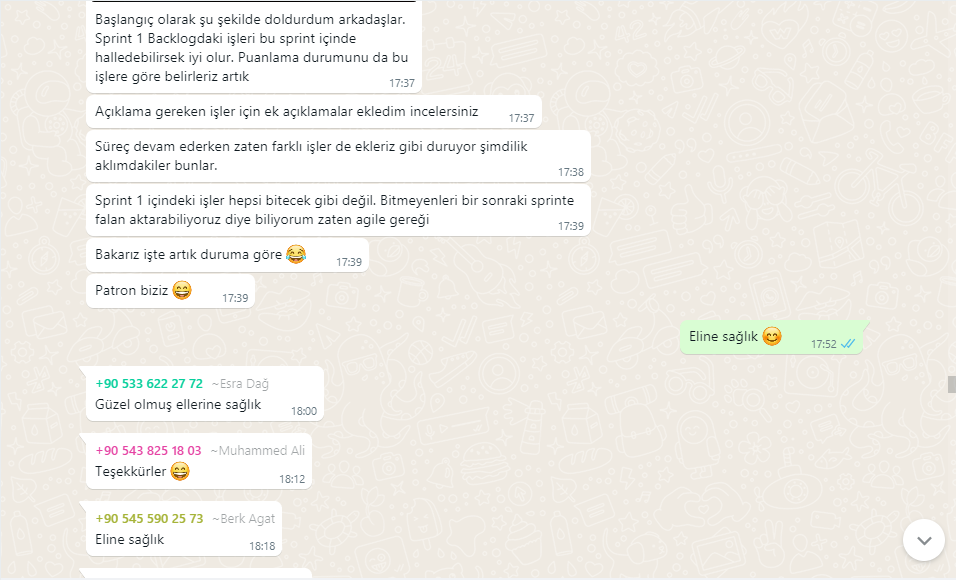 Başlangıç olarak şu şekilde doldurdum arkadaşlar.
Sprint 1 Backlogdaki işleri bu sprint içinde
halledebilirsek iyi olur. Puanlama durumunu da bu
işlere göre belirleriz artık
17:37
Açıklama gereken işler için ek açıklamalar ekledim incelersiniz
17:37
Süreç devam ederken zaten farklı işler de ekleriz gibi duruyor şimdilik
aklımdakiler bunlar.
17:38
Sprint 1 içindeki işler hepsi bitecek gibi değil. Bitmeyenleri bir sonraki sprinte
falan aktarabiliyoruz diye biliyorum zaten agile gereği
17:39
Bakarız işte artık duruma göre 😂
17:39
Patron biziz 😄
17:39
Eline sağlık 😊
17:52
+90 533 622 27 72 ~Esra Dağ
Güzel olmuş ellerine sağlık
18:00
+90 543 825 18 03 ~Muhammed Ali
Teşekkürler 😄
18:12
+90 545 590 25 73 ~Berk Agat
Eline sağlık
18:18